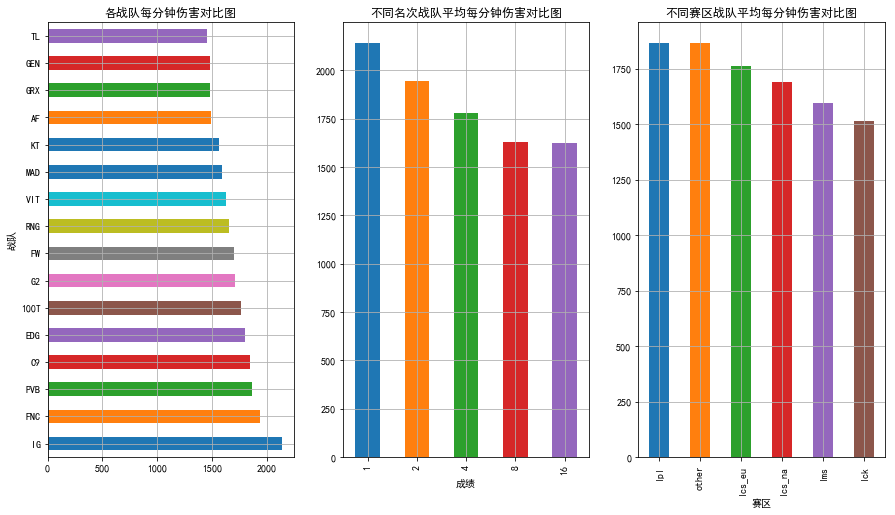 各战队每分钟伤害对比图
TL
GEN
GRX
AF
KT
MAD
VIT
RNG
FW
G2
100T
EDG
C9
PVB
FNC
IG
战队
0 500 1000 1500 2000
不同名次战队平均每分钟伤害对比图
2000
1750
1500
1250
1000
750
500
250
0
1 2 4 8 16
成绩
不同赛区战队平均每分钟伤害对比图
1750
1500
1250
1000
750
500
250
0
lpl other lcs_eu lcs_na lms lck
赛区